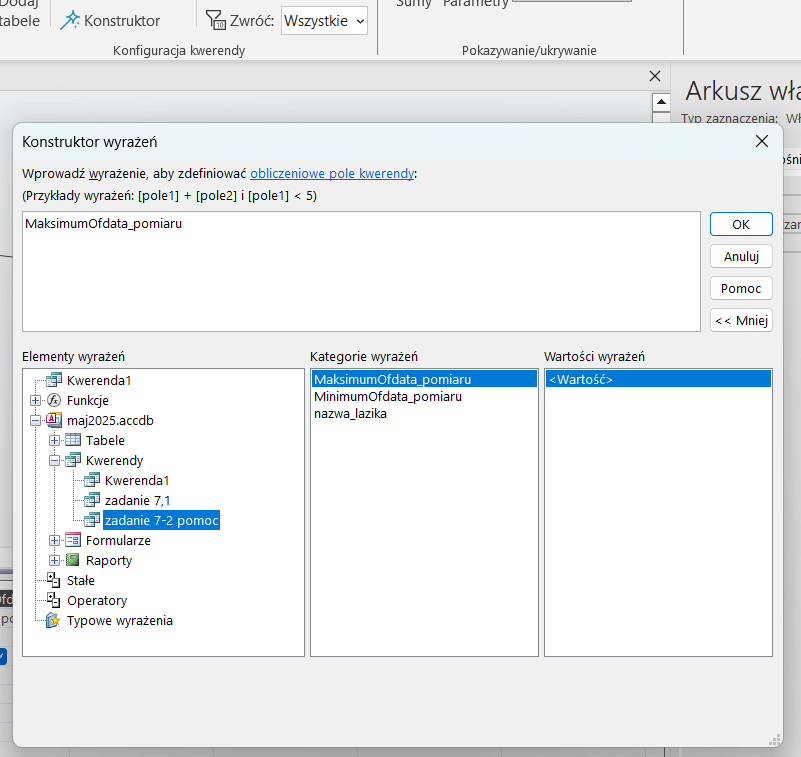 Dodaj
tabele
Konstruktor
Zwróć:
Wszystkie
Sumy
Parametry
Konfiguracja kwerendy
Pokazywanie/ukrywanie
Arkusz wła
Typ zaznaczenia: Wł
Konstruktor wyrażeń
Wprowadź wyrażenie, aby zdefiniować obliczeniowe pole kwerendy:
(Przykłady wyrażeń: [pole1] + [pole2] i [pole1] < 5)
MaksimumOfdata_pomiaru
OK
Anuluj
Pomoc
<< Mniej
Elementy wyrażeń
Kwerenda1
Funkcje
maj2025.accdb
Tabele
Kwerendy
Kwerenda1
zadanie 7,1
zadanie 7-2 pomoc
Formularze
Raporty
Stałe
Operatory
Typowe wyrażenia
Kategorie wyrażeń
MaksimumOfdata_pomiaru
MinimumOfdata_pomiaru
nazwa_lazika
Wartości wyrażeń
<Wartość>